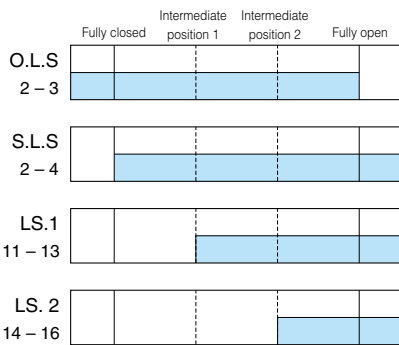 Intermediate Intermediate
Fully closed position 1 position 2 Fully open
O.L.S
2 – 3
S.L.S
2 – 4
LS.1
11 – 13
LS. 2
14 – 16